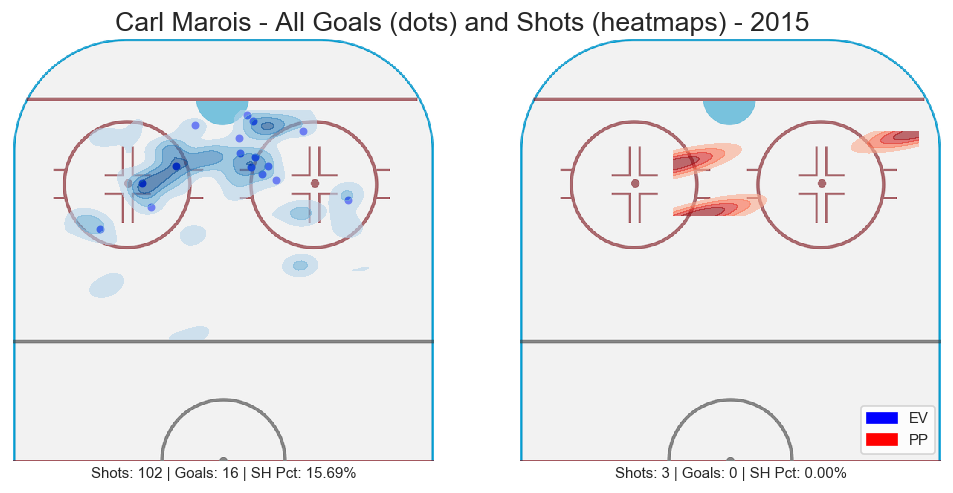 Carl Marois - All Goals (dots) and Shots (heatmaps) - 2015
EV
PP
Shots: 102 | Goals: 16 | SH Pct: 15.69%
Shots: 3 | Goals: 0 | SH Pct: 0.00%